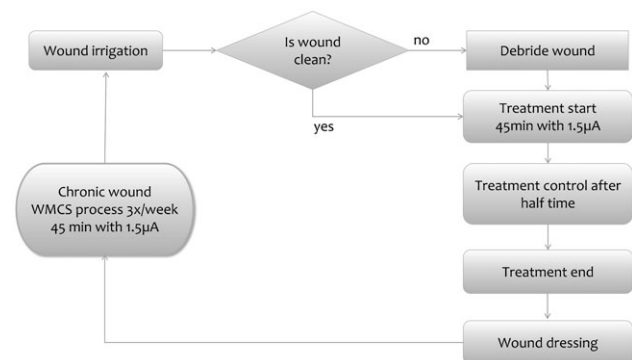 Wound irrigation
Is wound
clean?
no
Debride wound
yes
Treatment start
45min with 1.5µA
Treatment control after
half time
Chronic wound
WMCS process 3x/week
45 min with 1.5µA
Treatment end
Wound dressing